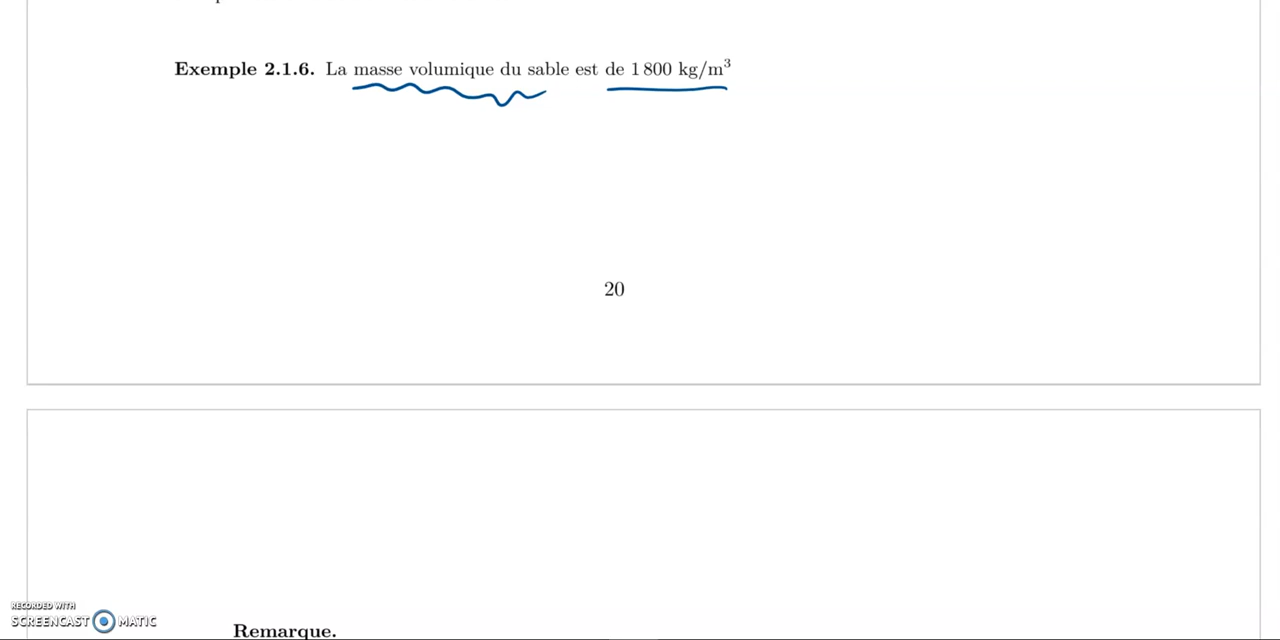 Exemple 2.1.6. La masse volumique du sable est de 1 800 kg/m³
20
RECORDED WITH
SCREENCAST MATIC
Remarque.